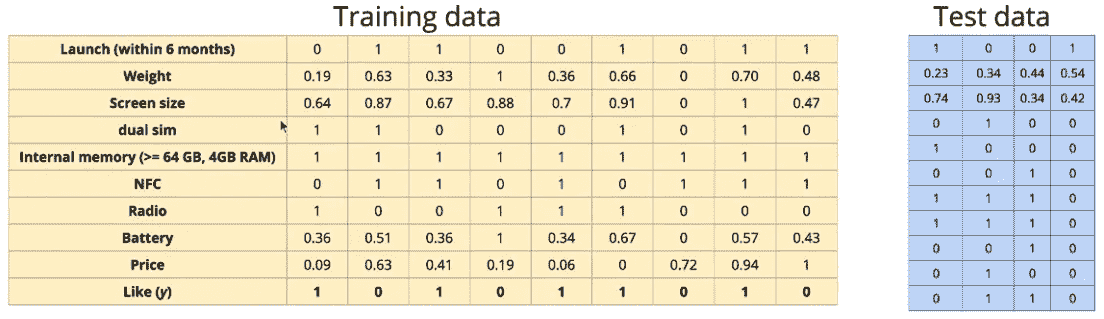 Training data
Test data
Launch (within 6 months) 0 1 1 0 0 1 0 1 1
Weight 0.19 0.63 0.33 1 0.36 0.66 0 0.70 0.48
Screen size 0.64 0.87 0.67 0.88 0.7 0.91 0 1 0.47
dual sim 1 1 0 0 0 1 0 1 0
Internal memory (>= 64 GB, 4GB RAM) 1 1 1 1 1 1 1 1 1
NFC 0 1 1 0 1 0 1 1 1
Radio 1 0 0 1 1 1 0 0 0
Battery 0.36 0.51 0.36 1 0.34 0.67 0 0.57 0.43
Price 0.09 0.63 0.41 0.19 0.06 0 0.72 0.94 1
Like (y) 1 0 1 0 1 1 0 1 0
1 0 0 1
0.23 0.34 0.44 0.54
0.74 0.93 0.34 0.42
0 1 0 0
1 0 0 0
0 0 1 0
1 1 1 0
1 1 1 0
0 0 1 0
0 1 0 0
0 1 1 0